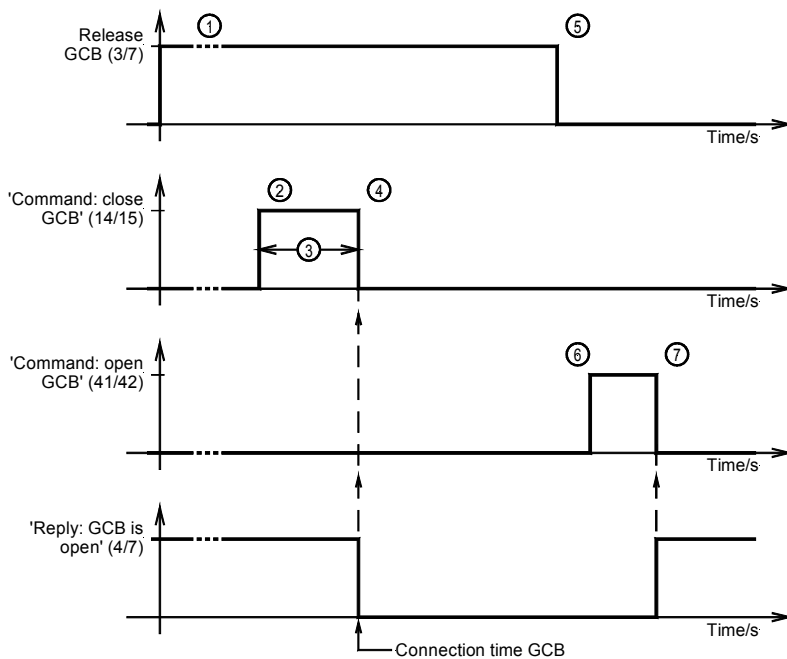 Release
GCB (3/7)
1
5
Time/s
'Command: close
GCB' (14/15)
2
4
3
Time/s
'Command: open
GCB' (41/42)
6
7
Time/s
'Reply: GCB is
open' (4/7)
Time/s
Connection time GCB